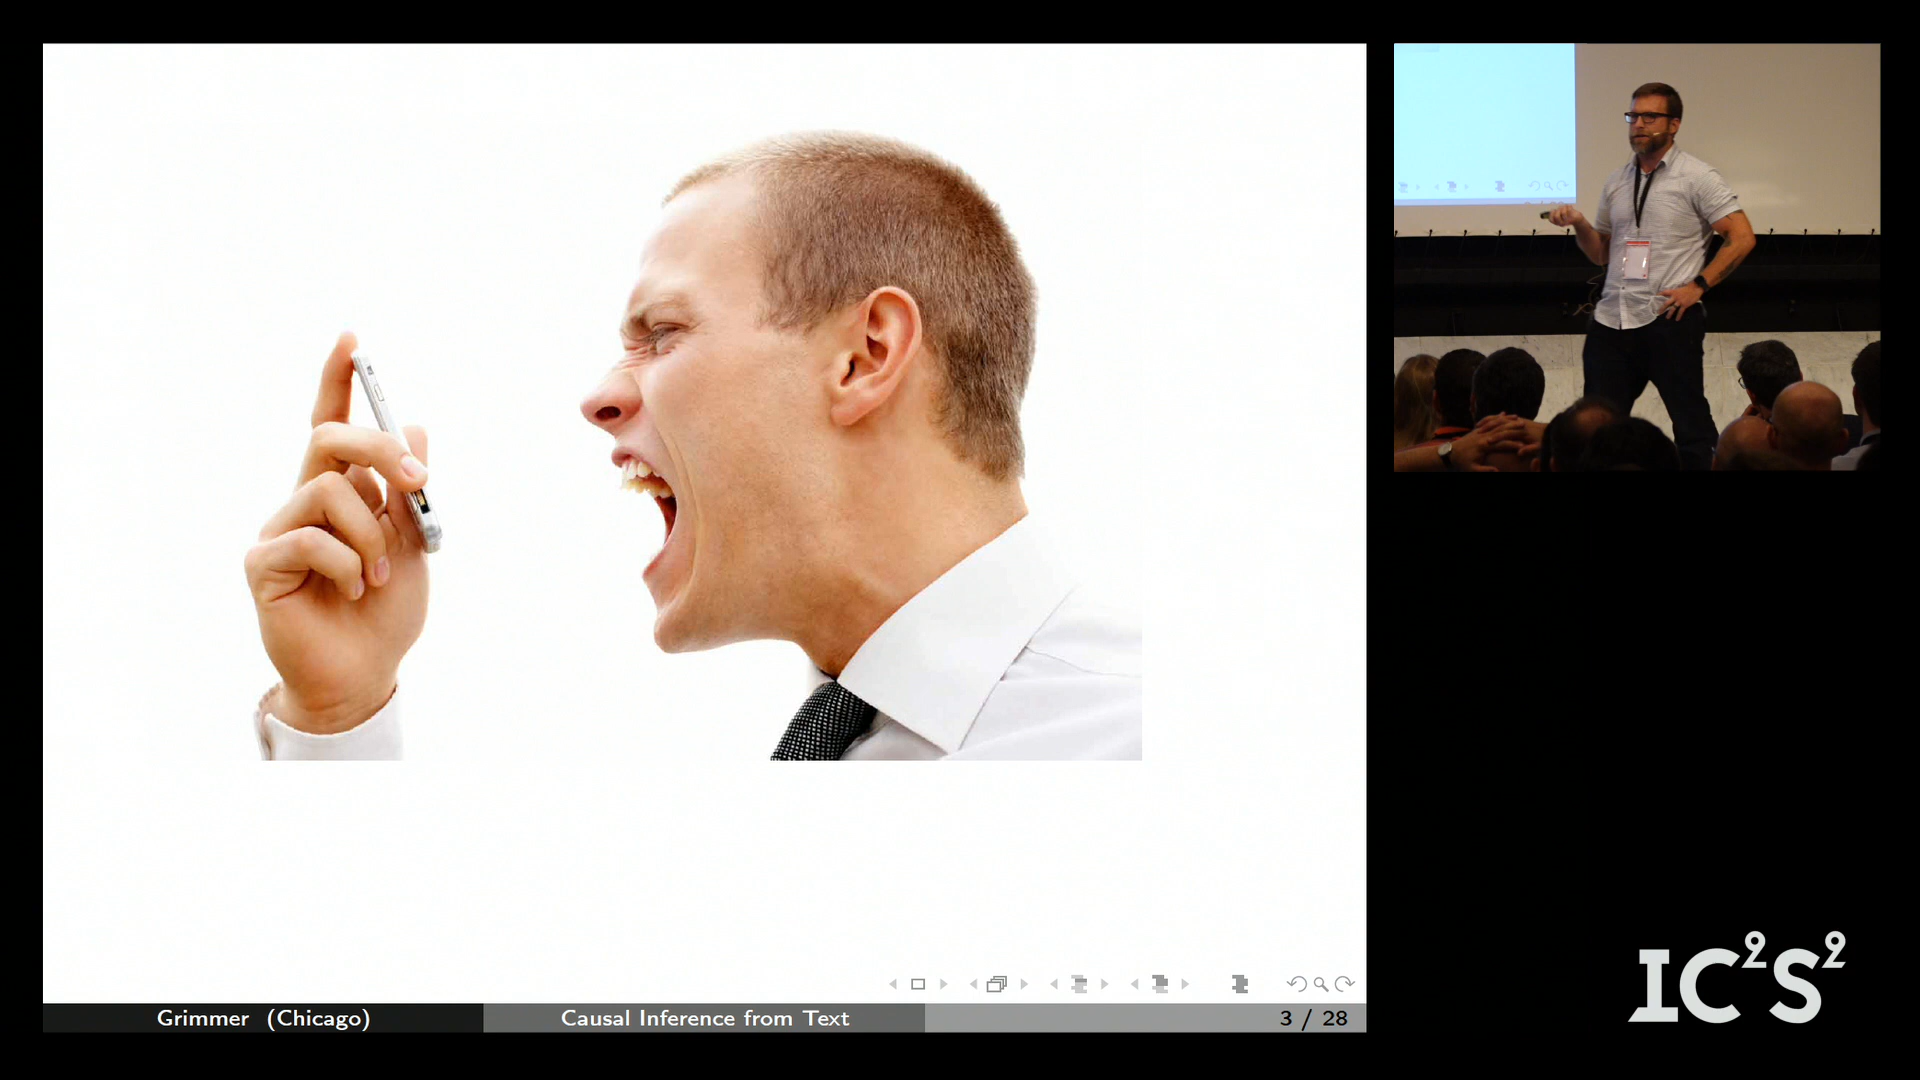 Grimmer (Chicago)
Causal Inference from Text
3 / 28
IC²S²